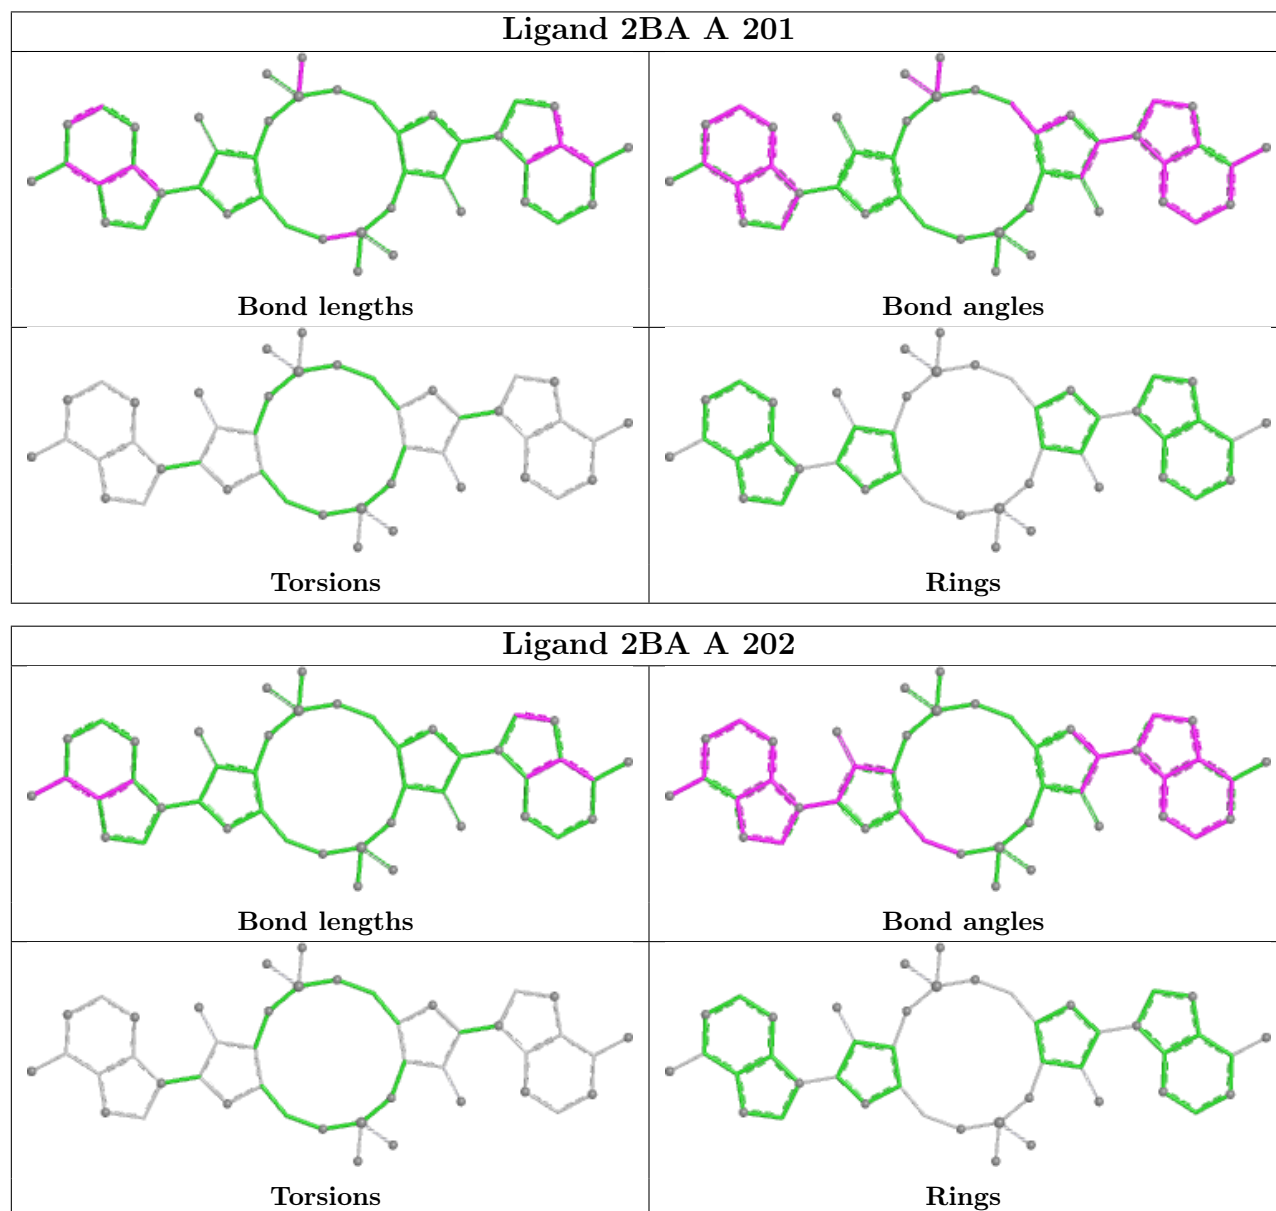 Ligand 2BA A 201
Bond lengths
Bond angles
Torsions
Rings
Ligand 2BA A 202
Bond lengths
Bond angles
Torsions
Rings